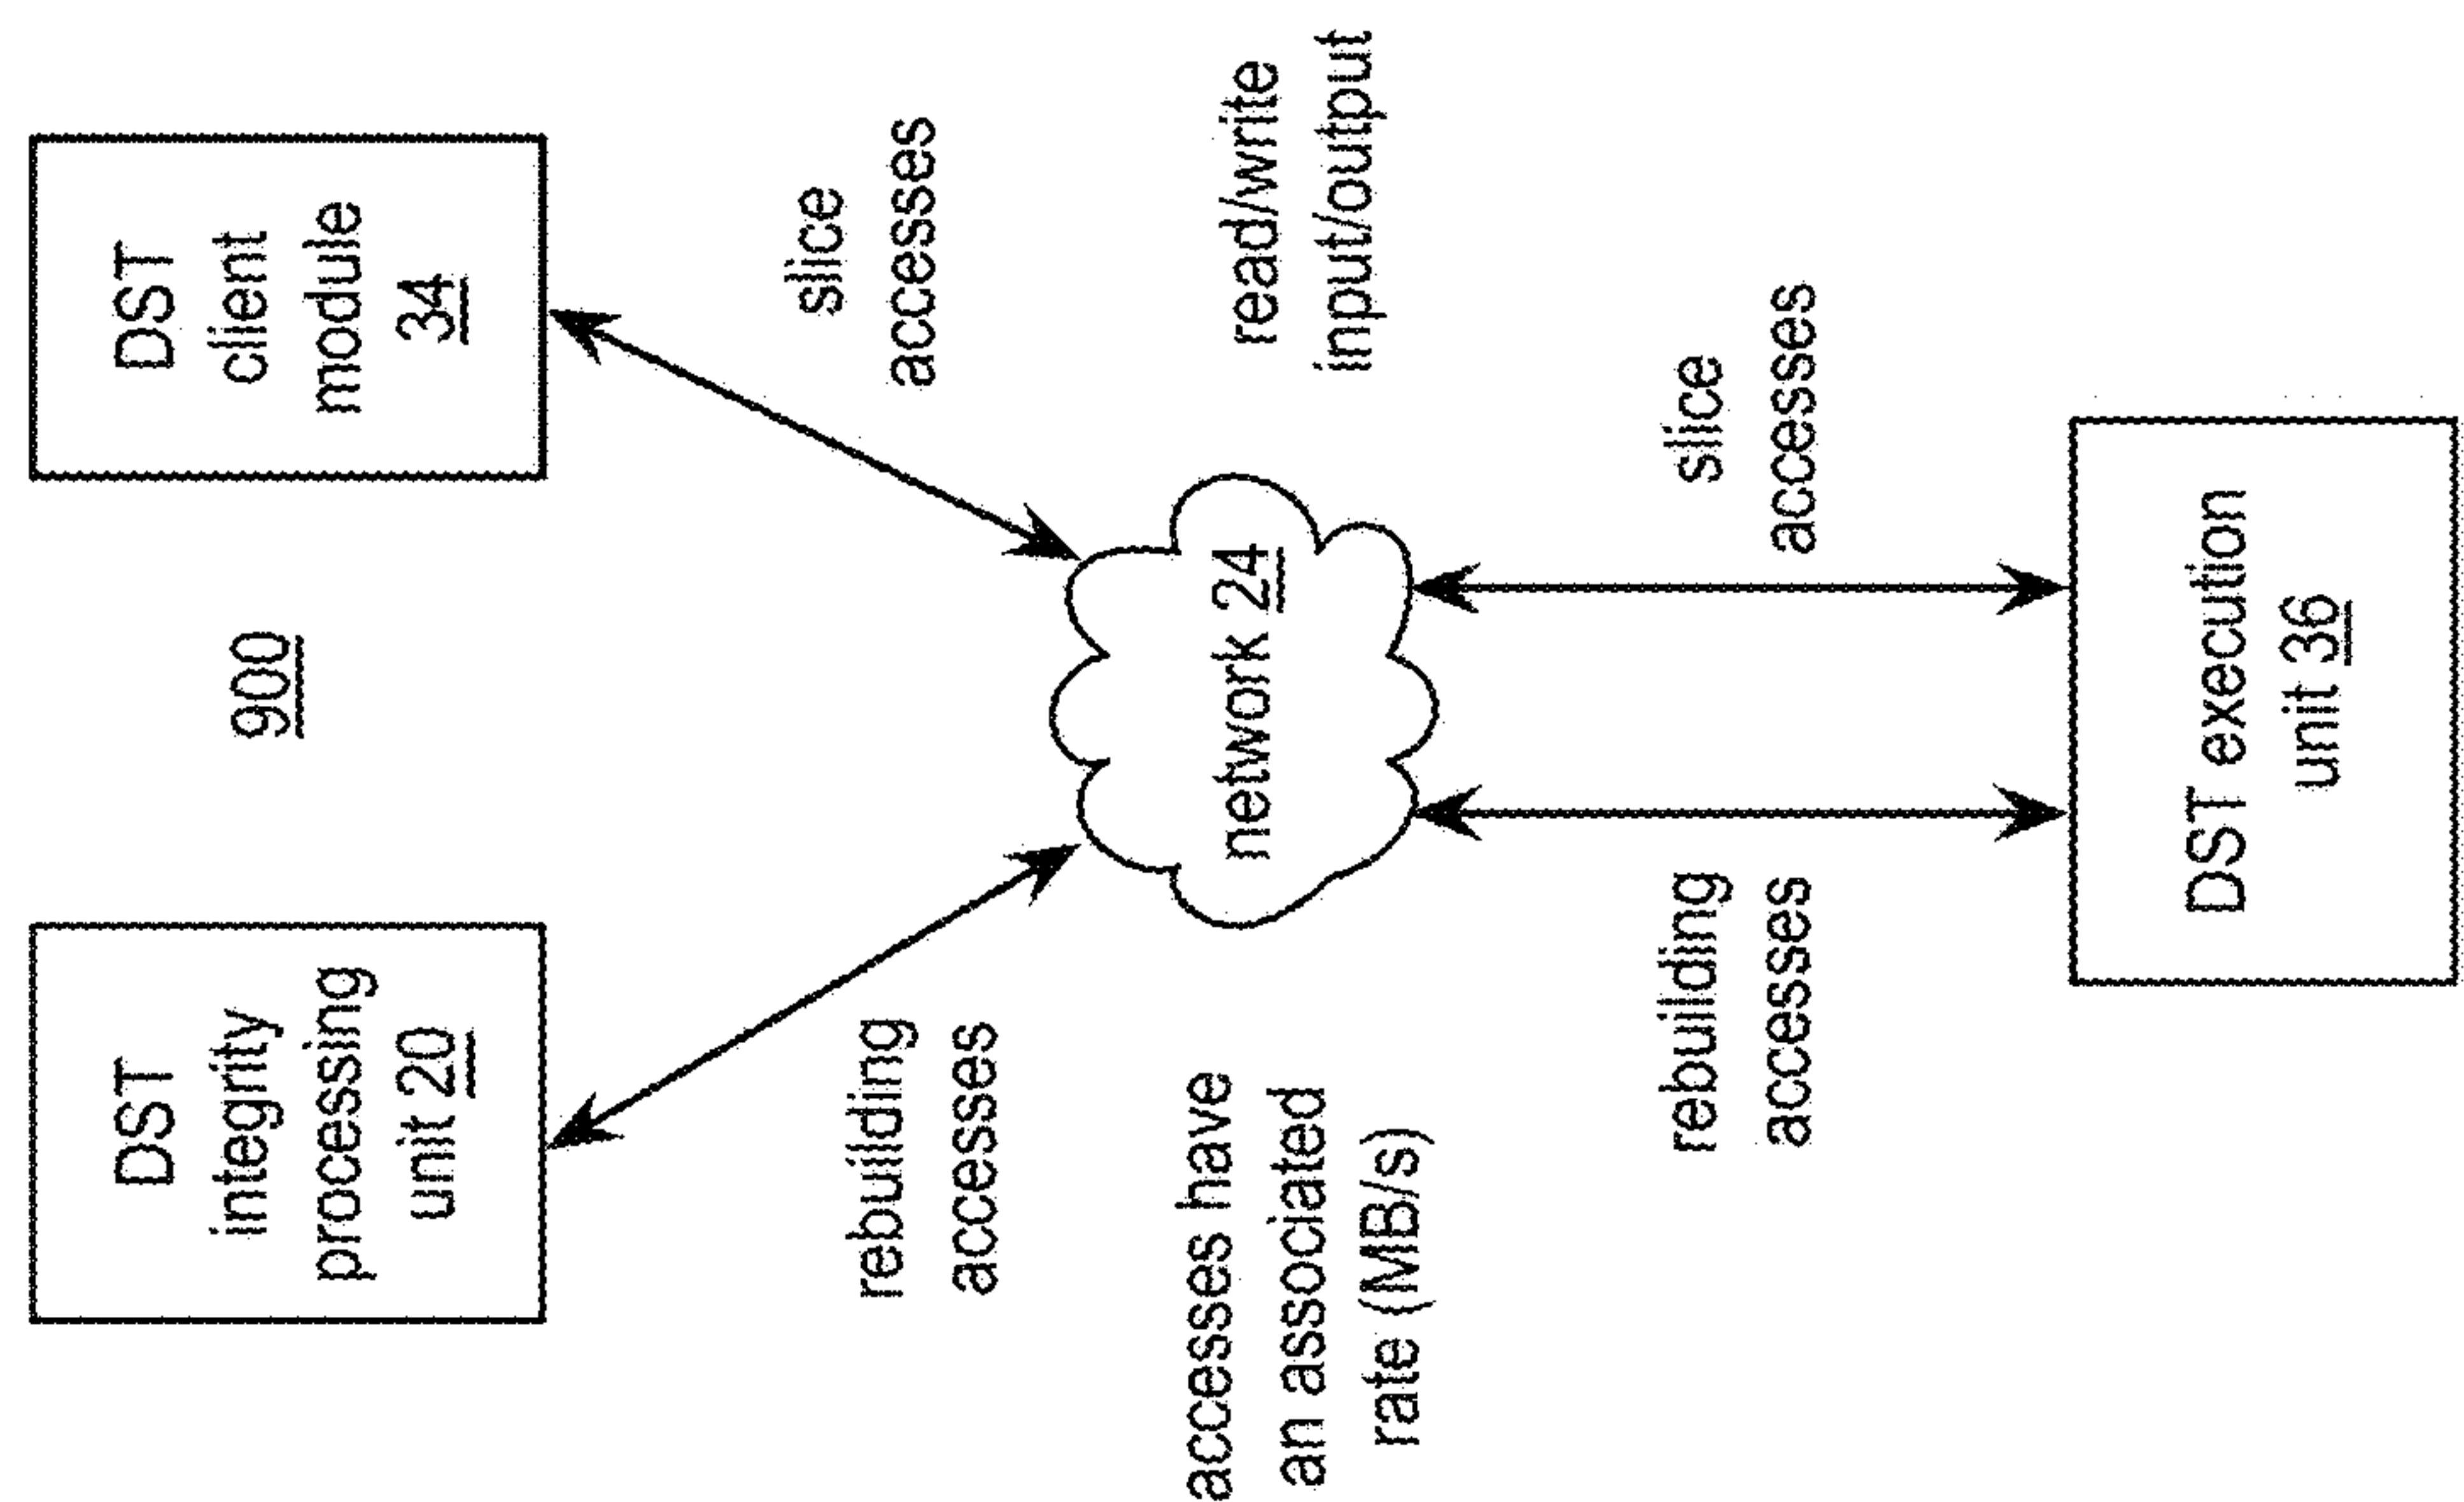 DST
integrity
processing
unit 20
900
DST
client
module
34
rebuilding
accesses
slice
accesses
accesses have
an associated
rate (MB/s)
network 24
read/write
input/output
rebuilding
accesses
slice
accesses
DST execution
unit 36